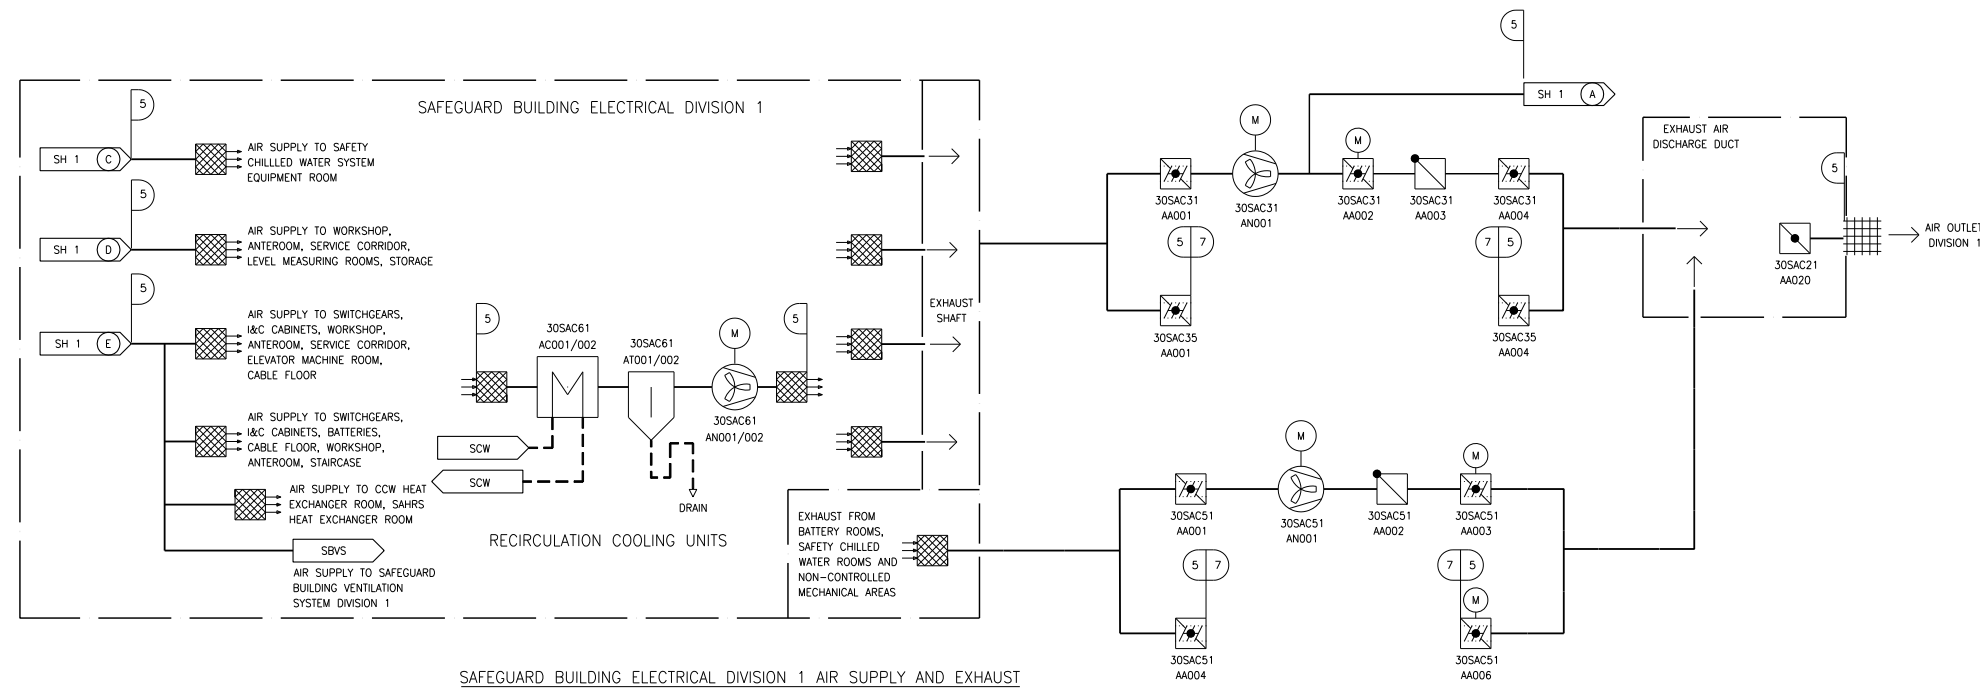 5
SH 1 A
SAFEGUARD BUILDING ELECTRICAL DIVISION 1
5
SH 1 C
AIR SUPPLY TO SAFETY
CHILLLED WATER SYSTEM
EQUIPMENT ROOM
5
SH 1 D
AIR SUPPLY TO WORKSHOP,
ANTEROOM, SERVICE CORRIDOR,
LEVEL MEASURING ROOMS, STORAGE
5
SH 1 E
AIR SUPPLY TO SWITCHGEARS,
I&C CABINETS, WORKSHOP,
ANTEROOM, SERVICE CORRIDOR,
ELEVATOR MACHINE ROOM,
CABLE FLOOR
AIR SUPPLY TO SWITCHGEARS,
I&C CABINETS, BATTERIES,
CABLE FLOOR, WORKSHOP,
ANTEROOM, STAIRCASE
AIR SUPPLY TO CCW HEAT
EXCHANGER ROOM, SAHRS
HEAT EXCHANGER ROOM
SBVS
AIR SUPPLY TO SAFEGUARD
BUILDING VENTILATION
SYSTEM DIVISION 1
5
30SAC61
AC001/002
30SAC61
AT001/002
M
30SAC61
AN001/002
5
SCW
SCW
DRAIN
RECIRCULATION COOLING UNITS
EXHAUST
SHAFT
EXHAUST FROM
BATTERY ROOMS,
SAFETY CHILLED
WATER ROOMS AND
NON-CONTROLLED
MECHANICAL AREAS
30SAC31
AA001
M
30SAC31
AN001
M
30SAC31
AA002
30SAC31
AA003
30SAC31
AA004
5 7
30SAC35
AA001
7 5
30SAC35
AA004
EXHAUST AIR
DISCHARGE DUCT
5
30SAC21
AA020
AIR OUTLET
DIVISION 1
30SAC51
AA001
M
30SAC51
AN001
30SAC51
AA002
M
30SAC51
AA003
5 7
30SAC51
AA004
7 5
M
30SAC51
AA006
SAFEGUARD BUILDING ELECTRICAL DIVISION 1 AIR SUPPLY AND EXHAUST